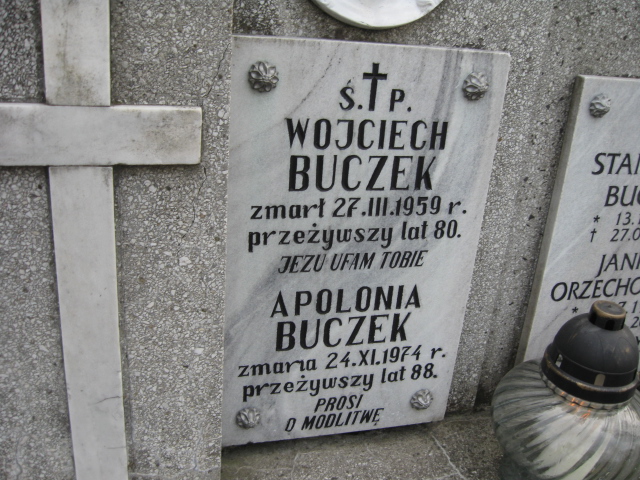 Ś.†P.
WOJCIECH
BUCZEK
zmarł 27.III.1959 r.
przeżywszy lat 80.
JEZU UFAM TOBIE
APOLONIA
BUCZEK
zmarła 24.XI.1974 r.
przeżywszy lat 88.
PROSI
O MODLITWĘ